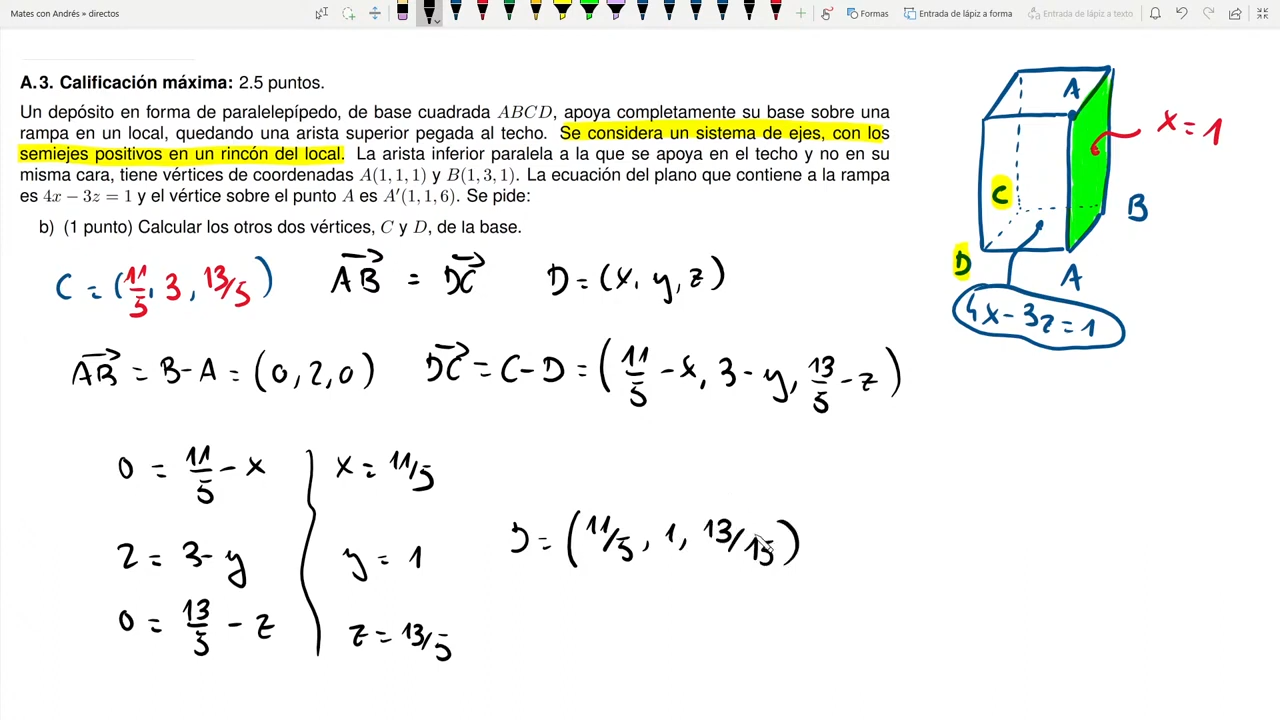 Mates con Andrés » directos
Formas
Entrada de lápiz a forma
Entrada de lápiz a texto
A.3. Calificación máxima: 2.5 puntos.
Un depósito en forma de paralelepípedo, de base cuadrada ABCD, apoya completamente su base sobre una
rampa en un local, quedando una arista superior pegada al techo. Se considera un sistema de ejes, con los
semiejes positivos en un rincón del local. La arista inferior paralela a la que se apoya en el techo y no en su
misma cara, tiene vértices de coordenadas A(1, 1, 1) y B(1, 3, 1). La ecuación del plano que contiene a la rampa
es 4x − 3z = 1 y el vértice sobre el punto A es A′(1, 1, 6). Se pide:
b) (1 punto) Calcular los otros dos vértices, C y D, de la base.
A
x = 1
C
B
D
A
4x - 3z = 1
C = (11/5, 3, 13/5)
AB = DC
D = (x, y, z)
AB = B-A = (0, 2, 0)
DC = C-D = (11/5 - x, 3 - y, 13/5 - z)
0 = 11/5 - x
x = 11/5
2 = 3 - y
y = 1
0 = 13/5 - z
z = 13/5
D = (11/5, 1, 13/15)